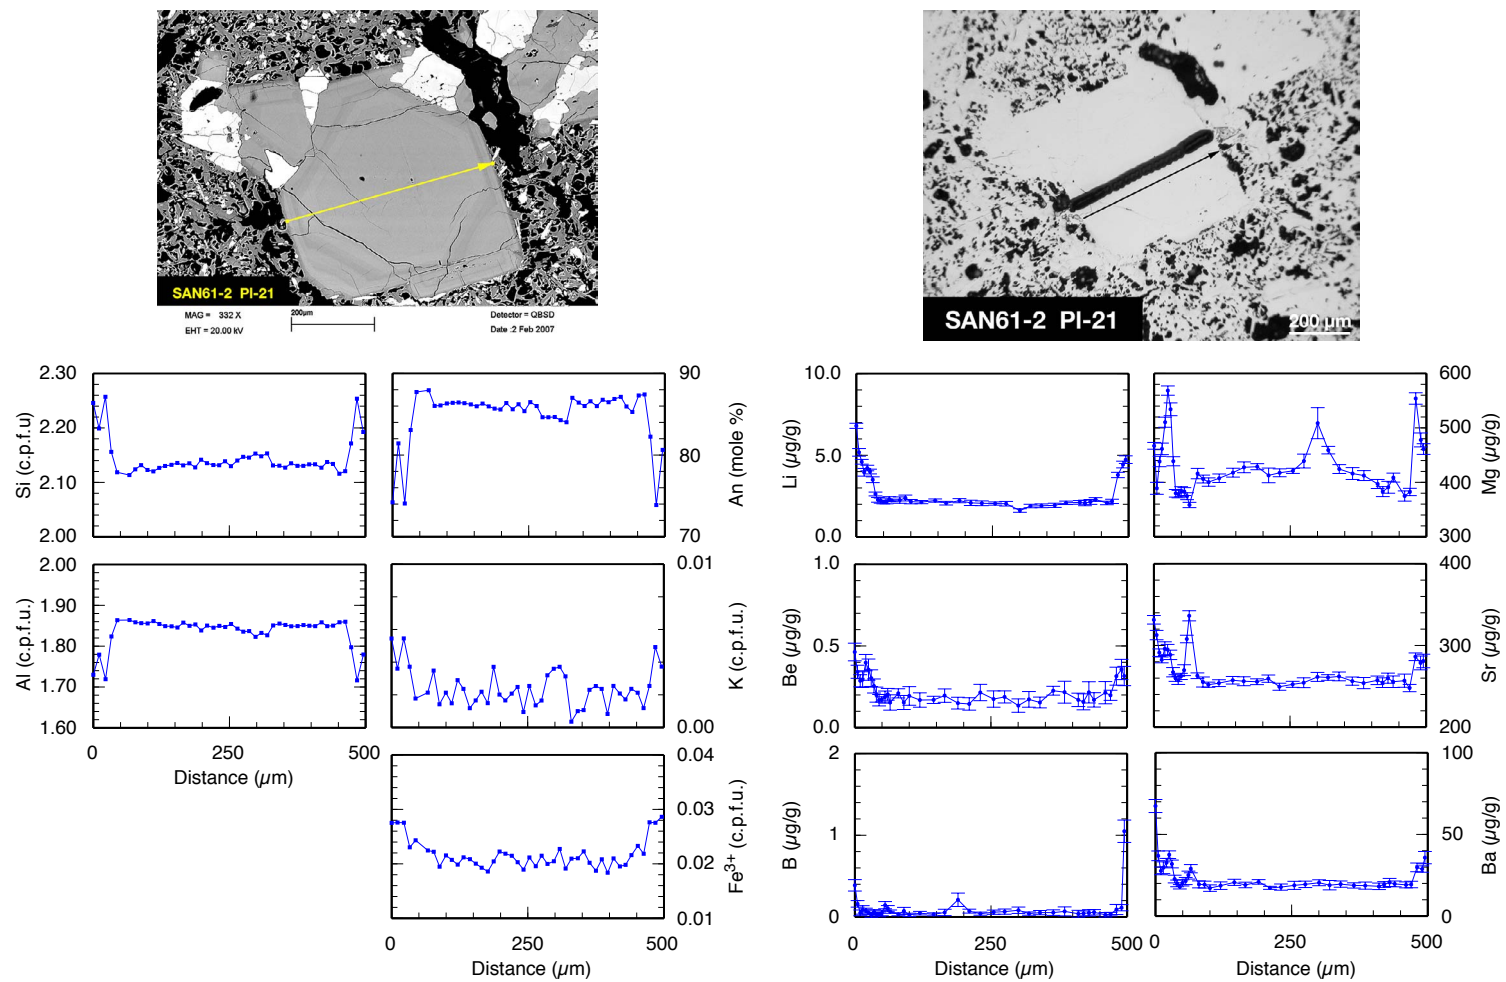 SAN61-2 PI-21
MAG = 332 X
EHT = 20.00 kV
200µm
Detector = QBSD
Date :2 Feb 2007
SAN61-2 PI-21
200 µm
2.30
2.20
2.10
2.00
Si (c.p.f.u)
90
80
70
An (mole %)
10.0
5.0
0.0
Li (µg/g)
600
500
400
300
Mg (µg/g)
2.00
1.90
1.80
1.70
1.60
Al (c.p.f.u.)
0 250 500
Distance (µm)
0.01
0.00
K (c.p.f.u.)
1.0
0.5
0.0
Be (µg/g)
400
300
200
Sr (µg/g)
0.04
0.03
0.02
0.01
Fe3+ (c.p.f.u.)
0 250 500
Distance (µm)
2
1
0
B (µg/g)
0 250 500
Distance (µm)
100
50
0
Ba (µg/g)
0 250 500
Distance (µm)